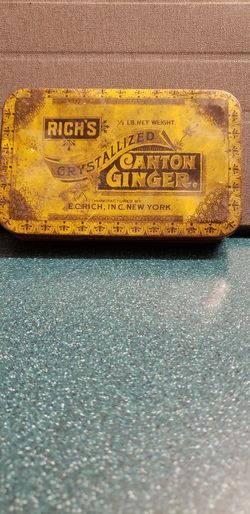 RICH'S
½ LB. NET WEIGHT.
CRYSTALLIZED
CANTON
GINGER.
MANUFACTURED BY
E.C. RICH, INC. NEW YORK.